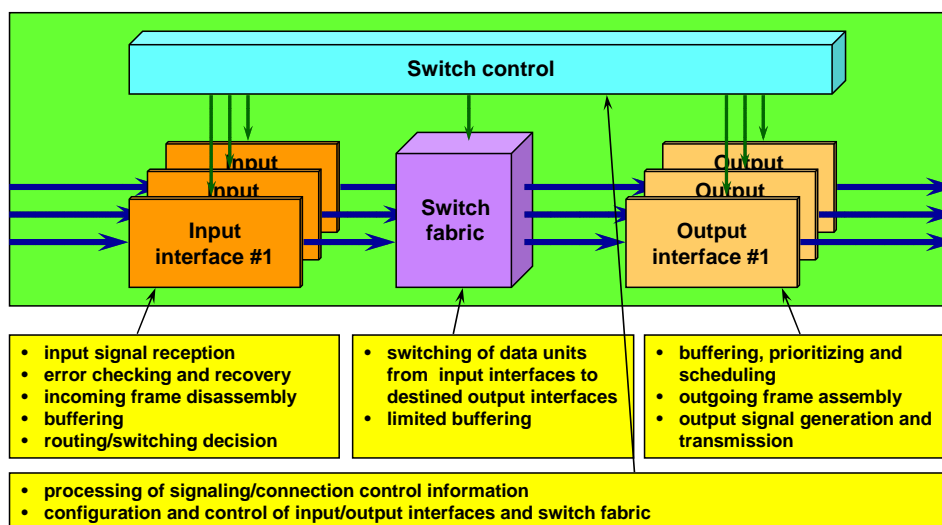 Switch control
Input
Input
Input
interface #1
Switch
fabric
Output
Output
Output
interface #1
• input signal reception
• error checking and recovery
• incoming frame disassembly
• buffering
• routing/switching decision
• switching of data units
from input interfaces to
destined output interfaces
• limited buffering
• buffering, prioritizing and
scheduling
• outgoing frame assembly
• output signal generation and
transmission
• processing of signaling/connection control information
• configuration and control of input/output interfaces and switch fabric